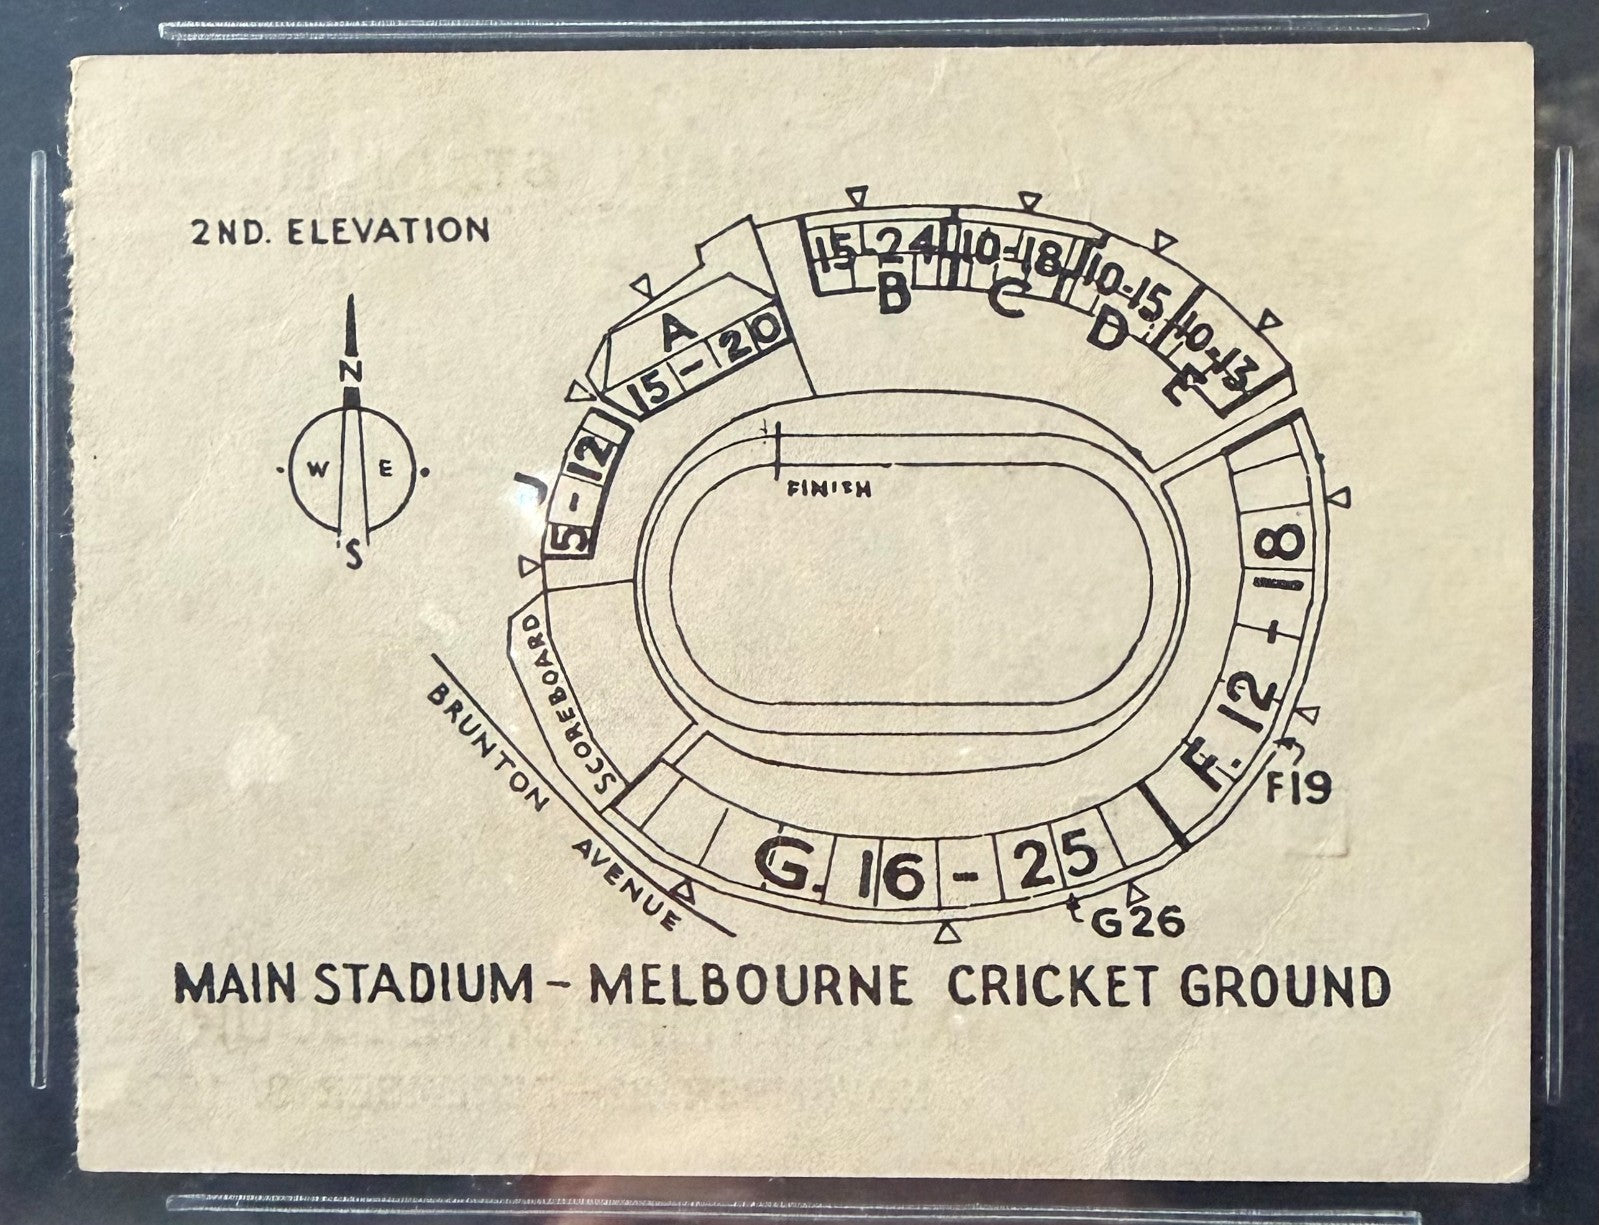 2ND. ELEVATION
N
W E
S
A
15-20
15-24
B
10-18
C
10-15
D
10-13
E
J
5-12
FINISH
SCOREBOARD
BRUNTON AVENUE
F. 12-18
F19
G. 16-25
G26
MAIN STADIUM - MELBOURNE CRICKET GROUND